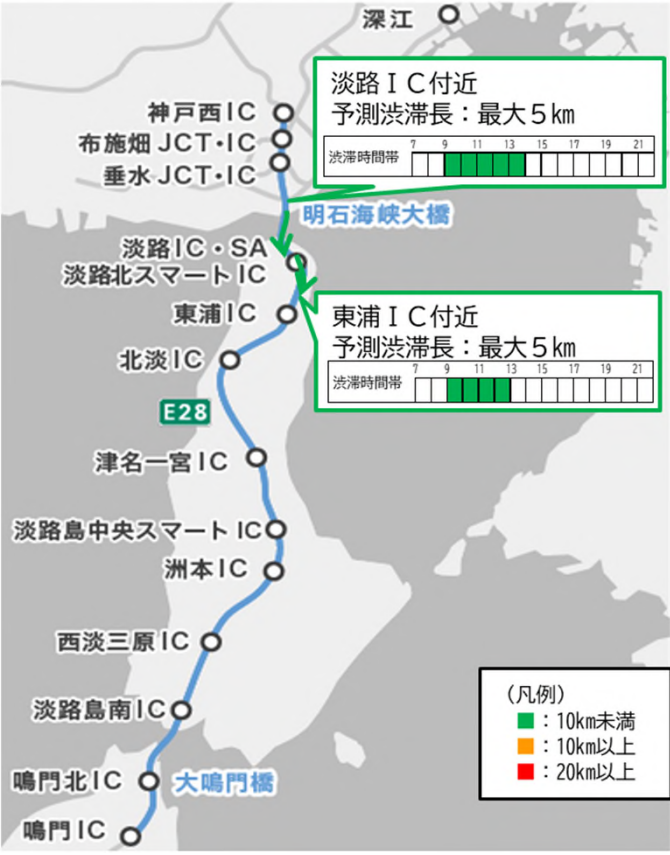 深江
神戸西IC
布施畑JCT・IC
垂水JCT・IC
淡路IC付近
予測渋滞長：最大5km
7 9 11 13 15 17 19 21
渋滞時間帯
明石海峡大橋
淡路IC・SA
淡路北スマートIC
東浦IC
東浦IC付近
予測渋滞長：最大5km
7 9 11 13 15 17 19 21
渋滞時間帯
北淡IC
E28
津名一宮IC
淡路島中央スマートIC
洲本IC
西淡三原IC
淡路島南IC
鳴門北IC
大鳴門橋
鳴門IC
（凡例）
：10km未満
：10km以上
：20km以上